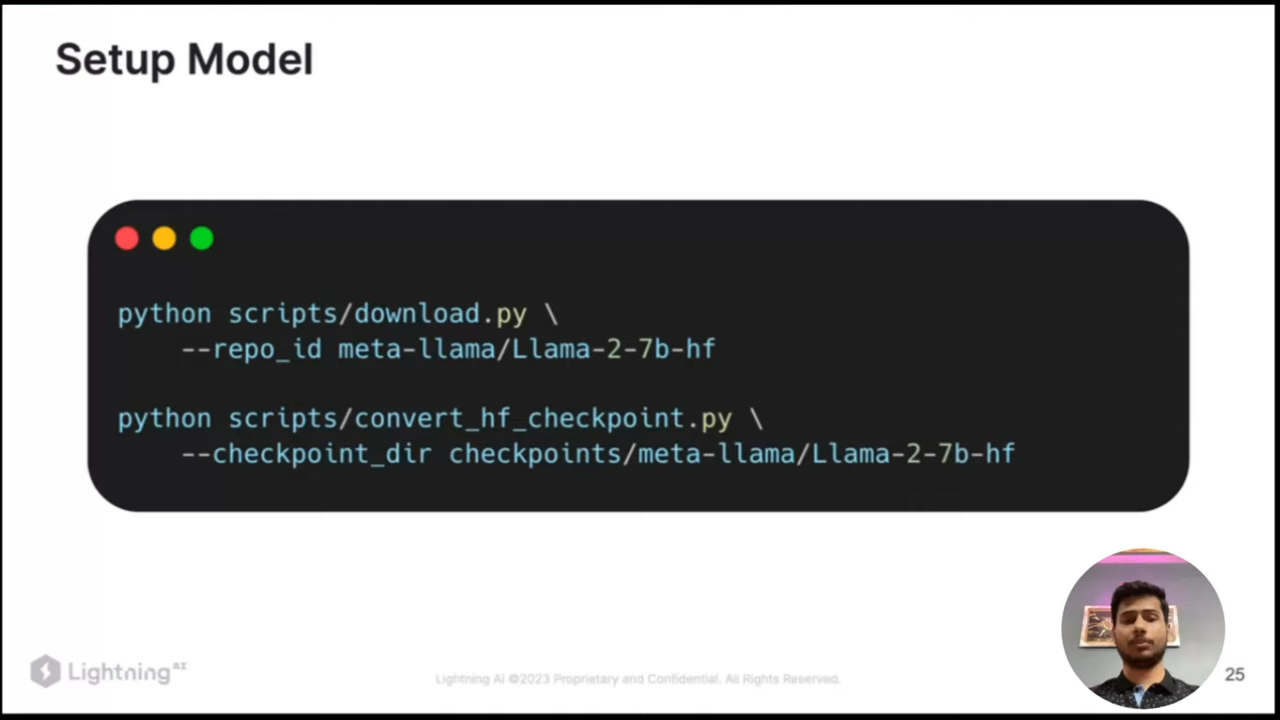 Setup Model
python scripts/download.py \
--repo_id meta-llama/Llama-2-7b-hf
python scripts/convert_hf_checkpoint.py \
--checkpoint_dir checkpoints/meta-llama/Llama-2-7b-hf
Lightning AI
Lightning AI ©2023 Proprietary and Confidential. All Rights Reserved.
25